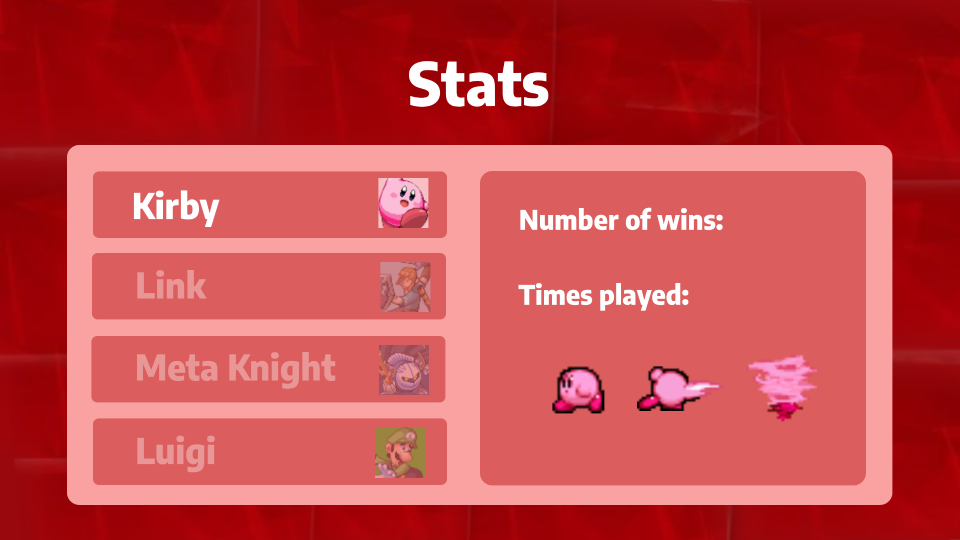 Stats
Kirby
Link
Meta Knight
Luigi
Number of wins:
Times played: